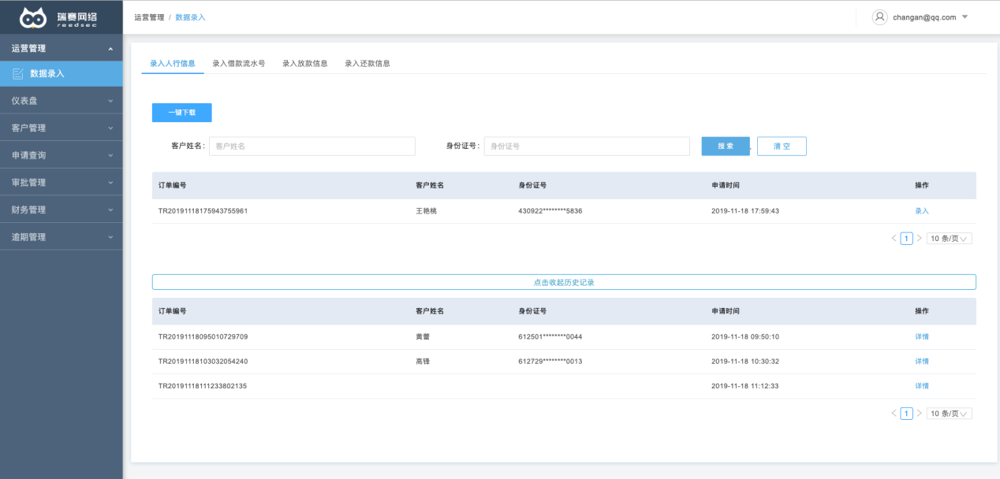 瑞赛网络
reedsec
运营管理 / 数据录入
changan@qq.com
运营管理
数据录入
仪表盘
客户管理
申请查询
审批管理
财务管理
逾期管理
录入人行信息 录入借款流水号 录入放款信息 录入还款信息
一键下载
客户姓名: 客户姓名 身份证号: 身份证号 搜索 清空
订单编号 客户姓名 身份证号 申请时间 操作
TR20191118175943755961 王艳桃 430922********5836 2019-11-18 17:59:43 录入
< 1 > 10 条/页
点击收起历史记录
订单编号 客户姓名 身份证号 申请时间 操作
TR20191118095010729709 黄蕾 612501********0044 2019-11-18 09:50:10 详情
TR20191118103032054240 高锋 612729********0013 2019-11-18 10:30:32 详情
TR20191118111233802135 2019-11-18 11:12:33 详情
< 1 > 10 条/页